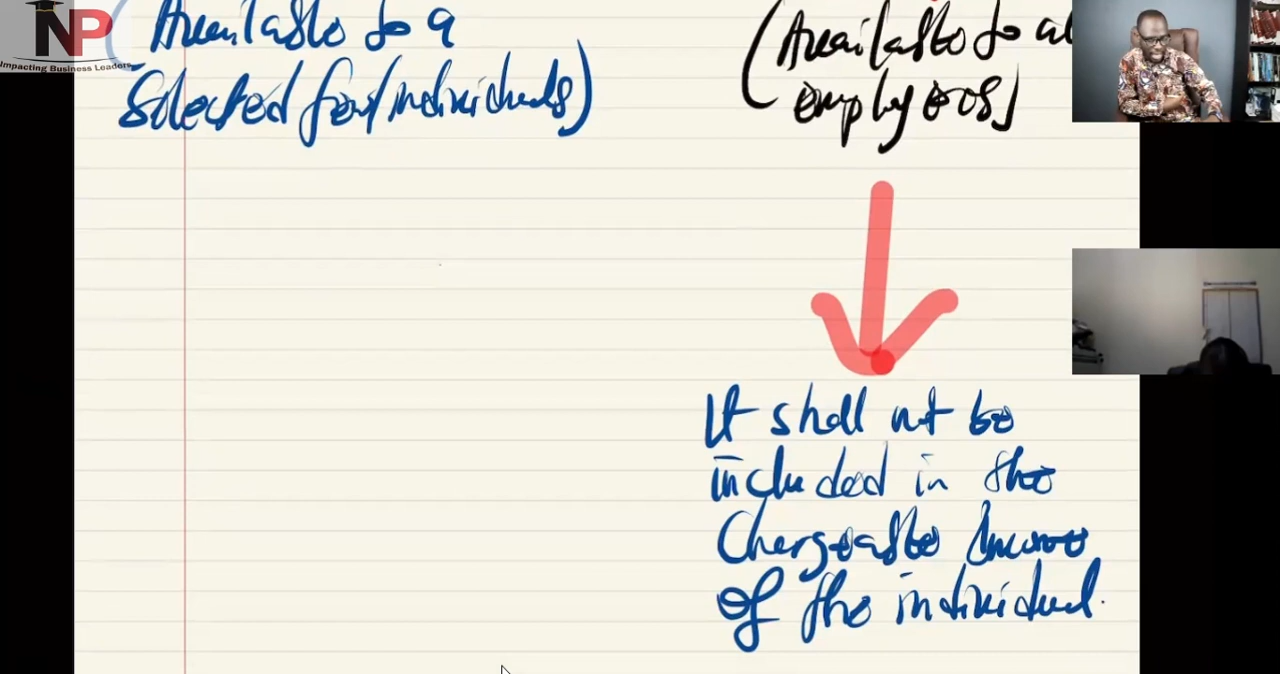 NP
Impacting Business Leaders
(Available to a
Selected few individuals)
(Available to al
employees)
It shall not be
included in the
Chargeable Income
of the individual.